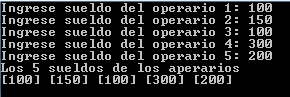 Ingrese sueldo del operario 1: 100
Ingrese sueldo del operario 2: 150
Ingrese sueldo del operario 3: 100
Ingrese sueldo del operario 4: 300
Ingrese sueldo del operario 5: 200
Los 5 sueldos de los aperarios
[100] [150] [100] [300] [200]